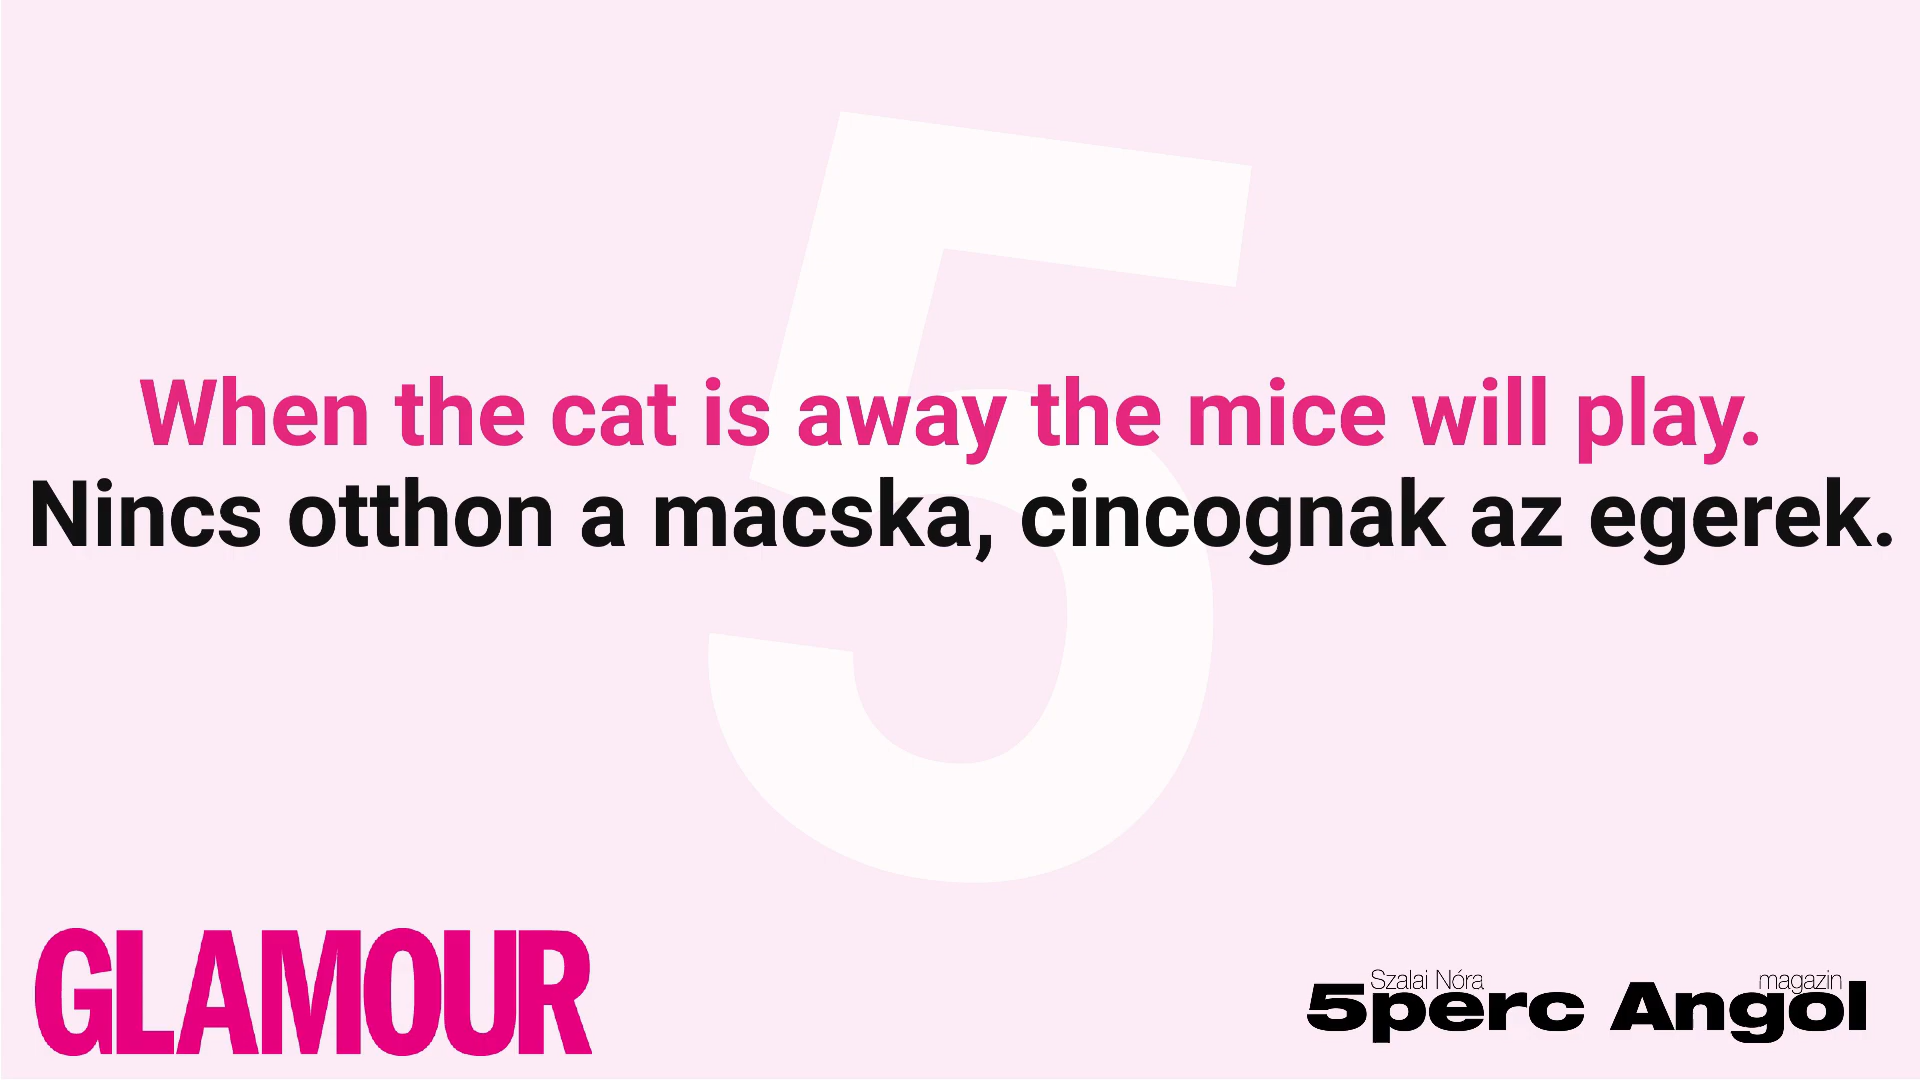 5
When the cat is away the mice will play.
Nincs otthon a macska, cincognak az egerek.
GLAMOUR
Szalai Nóra magazin
5perc Angol